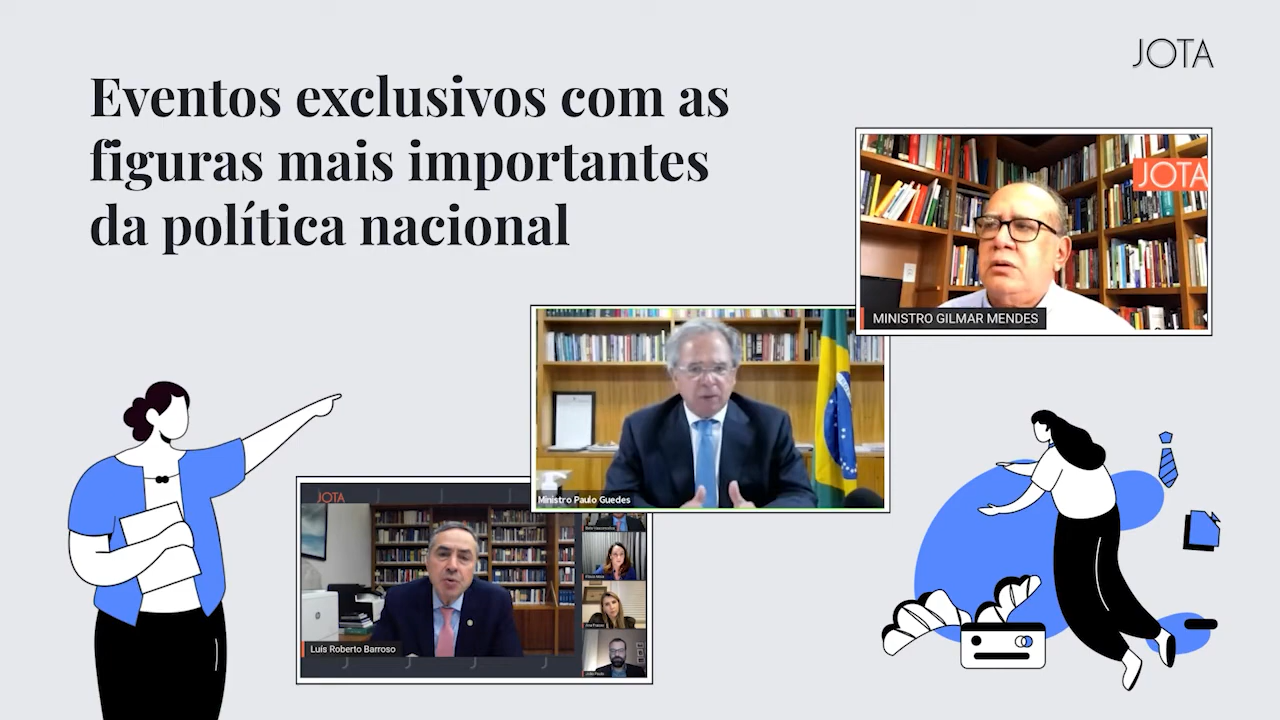 JOTA
Eventos exclusivos com as
figuras mais importantes
da política nacional
JOTA
MINISTRO GILMAR MENDES
Ministro Paulo Guedes
JOTA
Luís Roberto Barroso